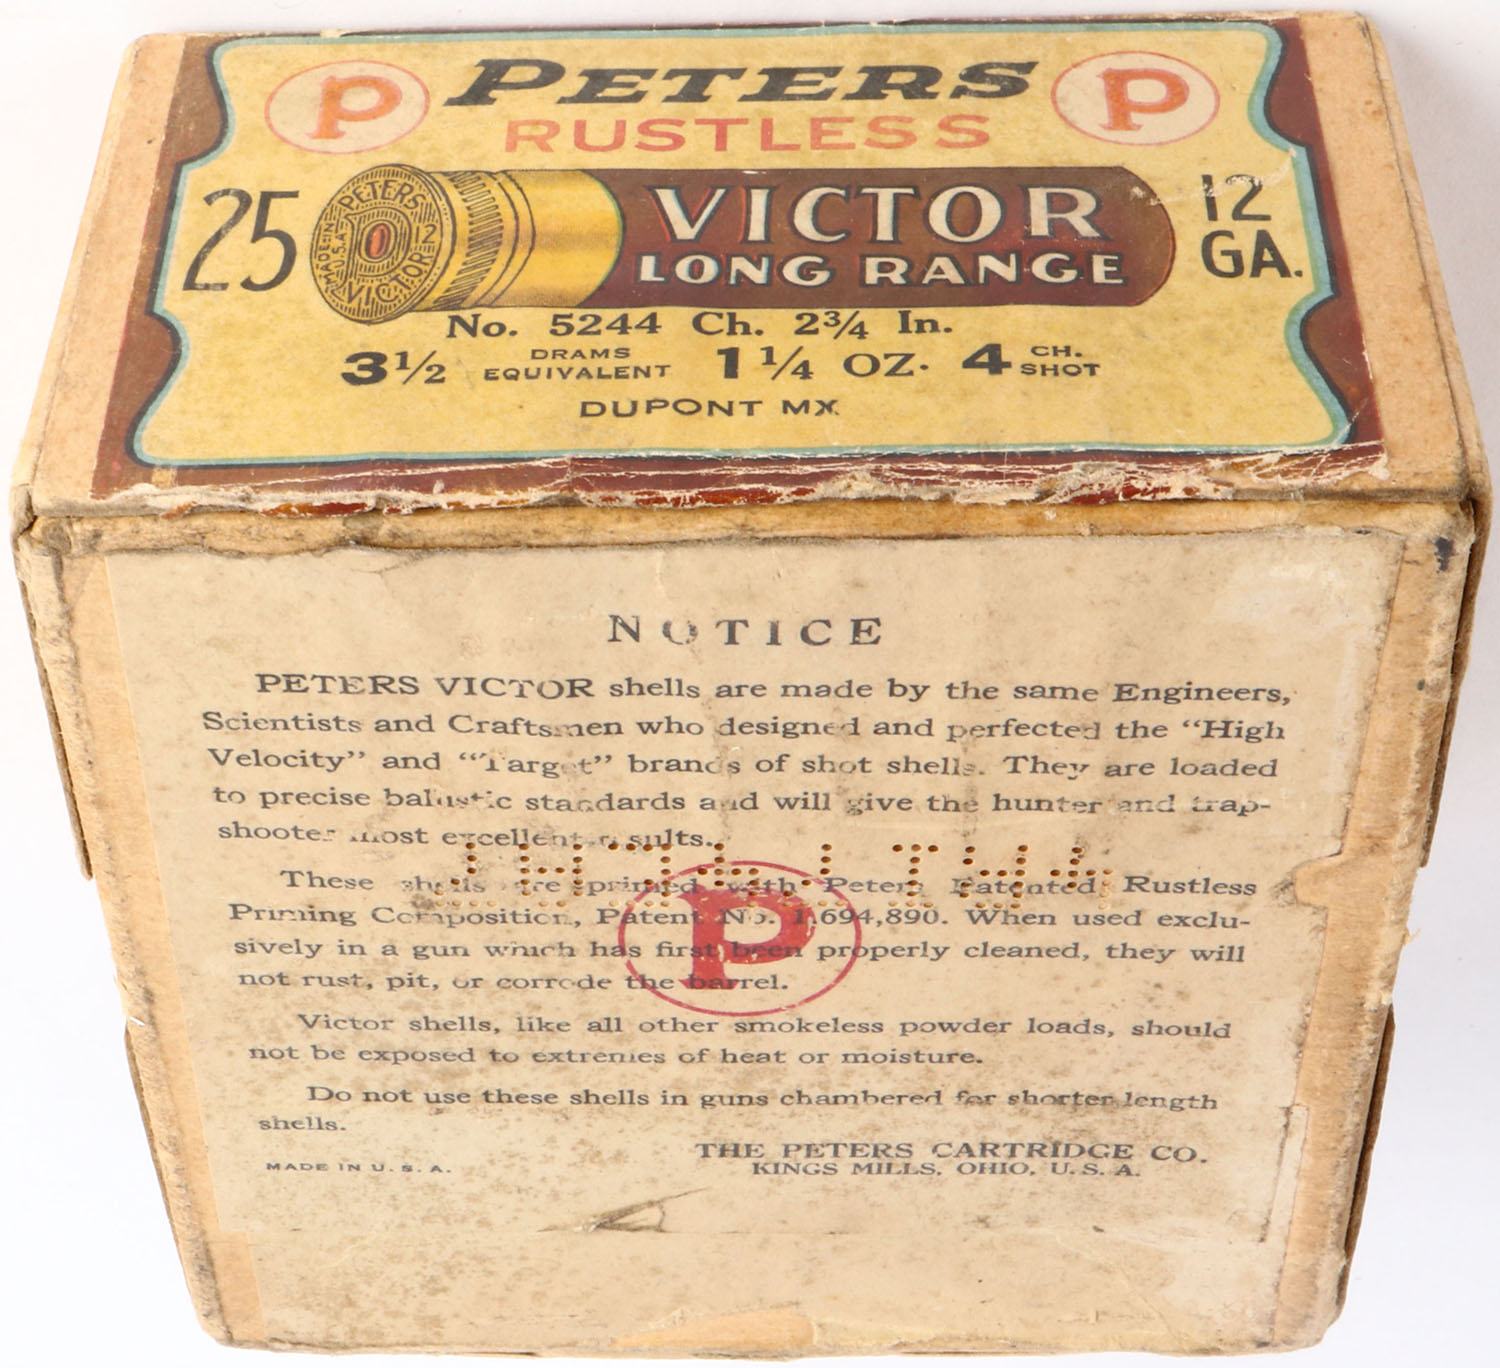 P PETERS P
RUSTLESS
25 PETERS 12 VICTOR MADE IN U.S.A. VICTOR 12
LONG RANGE GA.
No. 5244 Ch. 2¾ In.
3½ DRAMS EQUIVALENT 1¼ OZ. 4 CH. SHOT
DUPONT MX
NOTICE
PETERS VICTOR shells are made by the same Engineers,
Scientists and Craftsmen who designed and perfected the "High
Velocity" and "Target" brands of shot shells. They are loaded
to precise balistic standards and will give the hunter and trap-
shooter most excellent results.
These shells are primed with Peters Patented Rustless
Priming Composition, Patent No. 1,694,890. When used exclu-
sively in a gun which has first been properly cleaned, they will
not rust, pit, or corrode the barrel.
P
Victor shells, like all other smokeless powder loads, should
not be exposed to extremes of heat or moisture.
Do not use these shells in guns chambered for shorter length
shells.
THE PETERS CARTRIDGE CO.
MADE IN U.S.A. KINGS MILLS, OHIO, U.S.A.